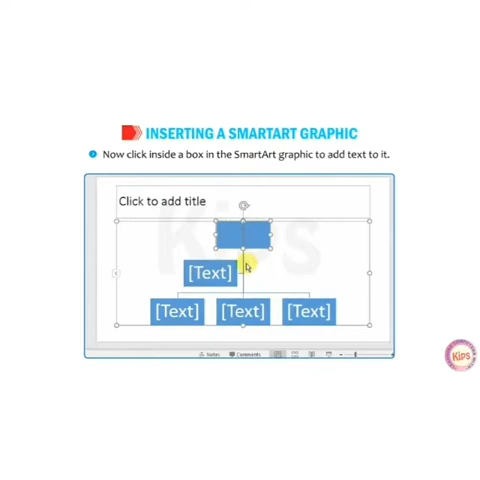 INSERTING A SMARTART GRAPHIC
Now click inside a box in the SmartArt graphic to add text to it.
Kips
Click to add title
[Text]
[Text] [Text] [Text]
Notes Comments
Kips